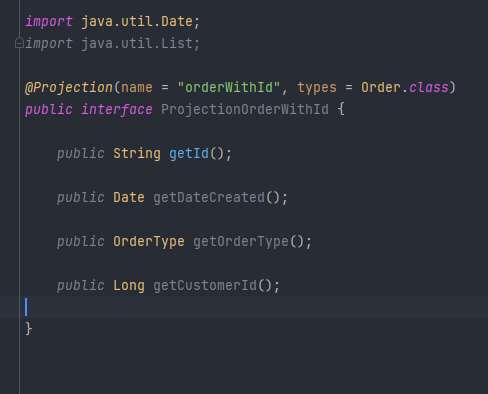 import java.util.Date;
import java.util.List;
@Projection(name = "orderWithId", types = Order.class)
public interface ProjectionOrderWithId {
public String getId();
public Date getDateCreated();
public OrderType getOrderType();
public Long getCustomerId();
}